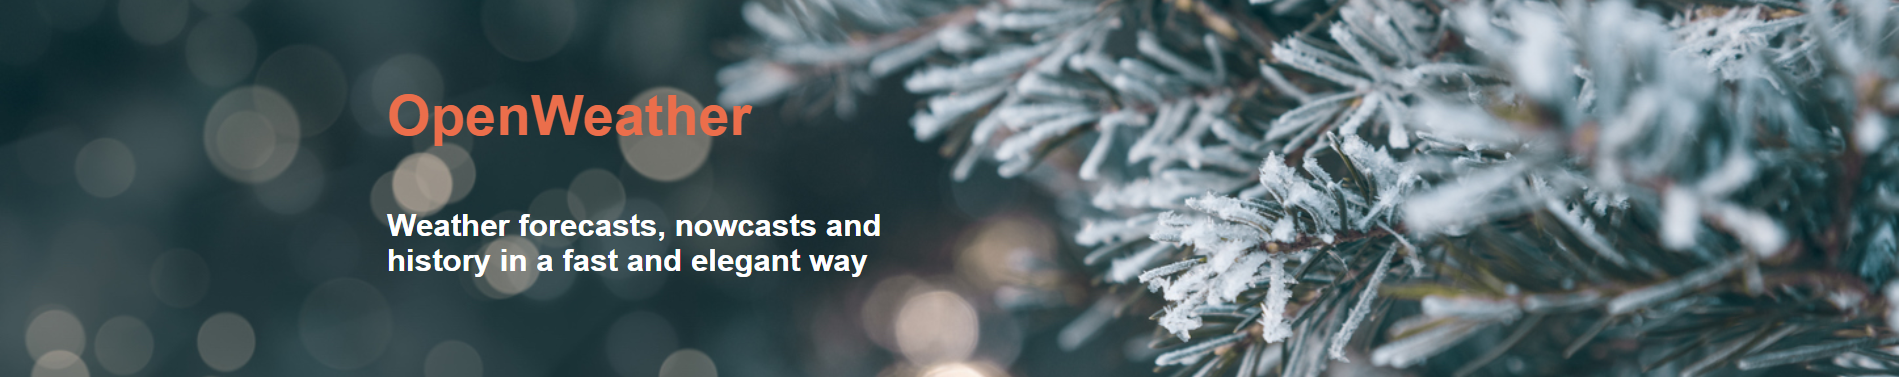 OpenWeather
Weather forecasts, nowcasts and
history in a fast and elegant way